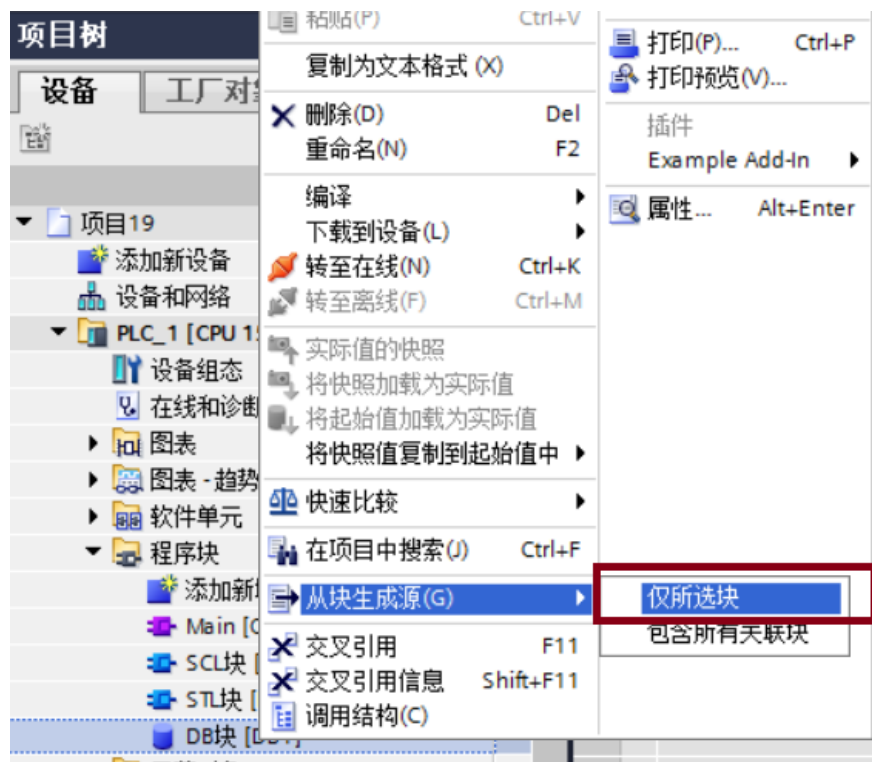 项目树
设备
工厂对
项目19
添加新设备
设备和网络
PLC_1 [CPU 1
设备组态
在线和诊断
图表
图表 - 趋势
软件单元
程序块
添加新
Main [
SCL块 [
STL块 [
DB块 [DB1]
粘贴(P) Ctrl+V
复制为文本格式 (X)
删除(D) Del
重命名(N) F2
编译
下载到设备(L)
转至在线(N) Ctrl+K
转至离线(F) Ctrl+M
实际值的快照
将快照加载为实际值
将起始值加载为实际值
将快照值复制到起始值中
快速比较
在项目中搜索(J) Ctrl+F
从块生成源(G)
交叉引用 F11
交叉引用信息 Shift+F11
调用结构(C)
打印(P)... Ctrl+P
打印预览(V)...
插件
Example Add-In
属性... Alt+Enter
仅所选块
包含所有关联块